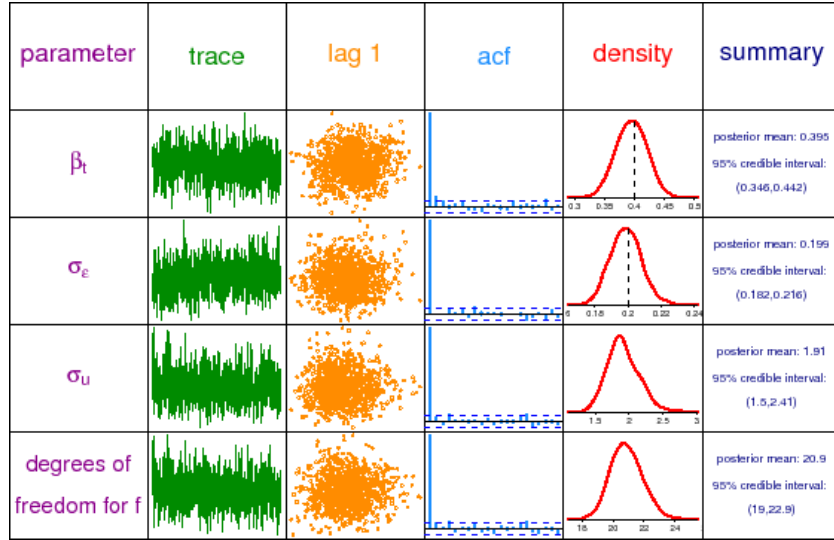 parameter trace lag 1 acf density summary
βt
0.3 0.35 0.4 0.45 0.5
posterior mean: 0.395
95% credible interval:
(0.346,0.442)
σε
6 0.18 0.2 0.22 0.24
posterior mean: 0.199
95% credible interval:
(0.182,0.216)
σu
1.5 2 2.5 3
posterior mean: 1.91
95% credible interval:
(1.5,2.41)
degrees of
freedom for f
18 20 22 24
posterior mean: 20.9
95% credible interval:
(19,22.9)